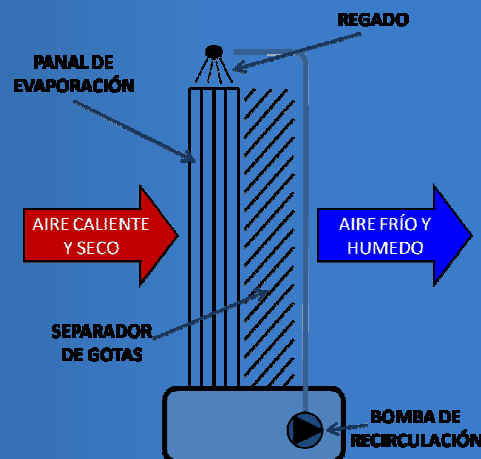 REGADO
PANAL DE
EVAPORACIÓN
AIRE CALIENTE
Y SECO
AIRE FRÍO Y
HUMEDO
SEPARADOR
DE GOTAS
BOMBA DE
RECIRCULACIÓN